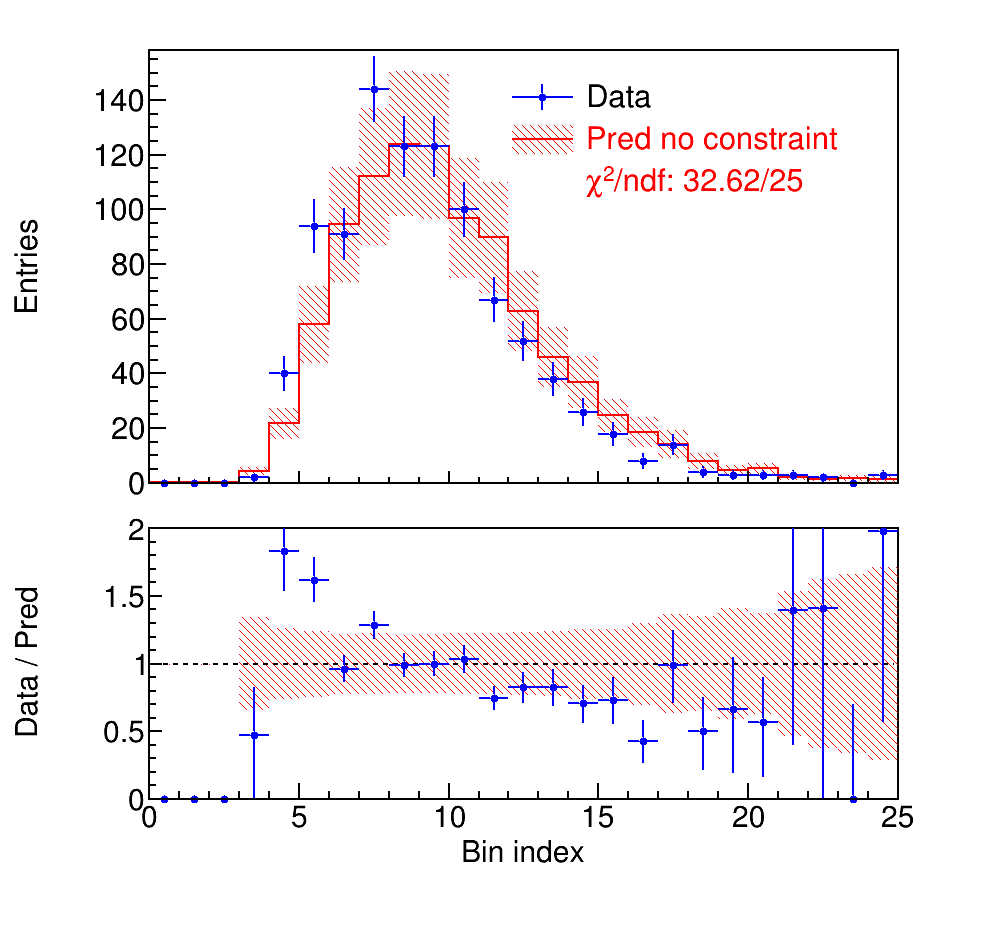 Entries
140
120
100
80
60
40
20
0
Data
Pred no constraint
χ²/ndf: 32.62/25
Data / Pred
2
1.5
1
0.5
0
0 5 10 15 20 25
Bin index